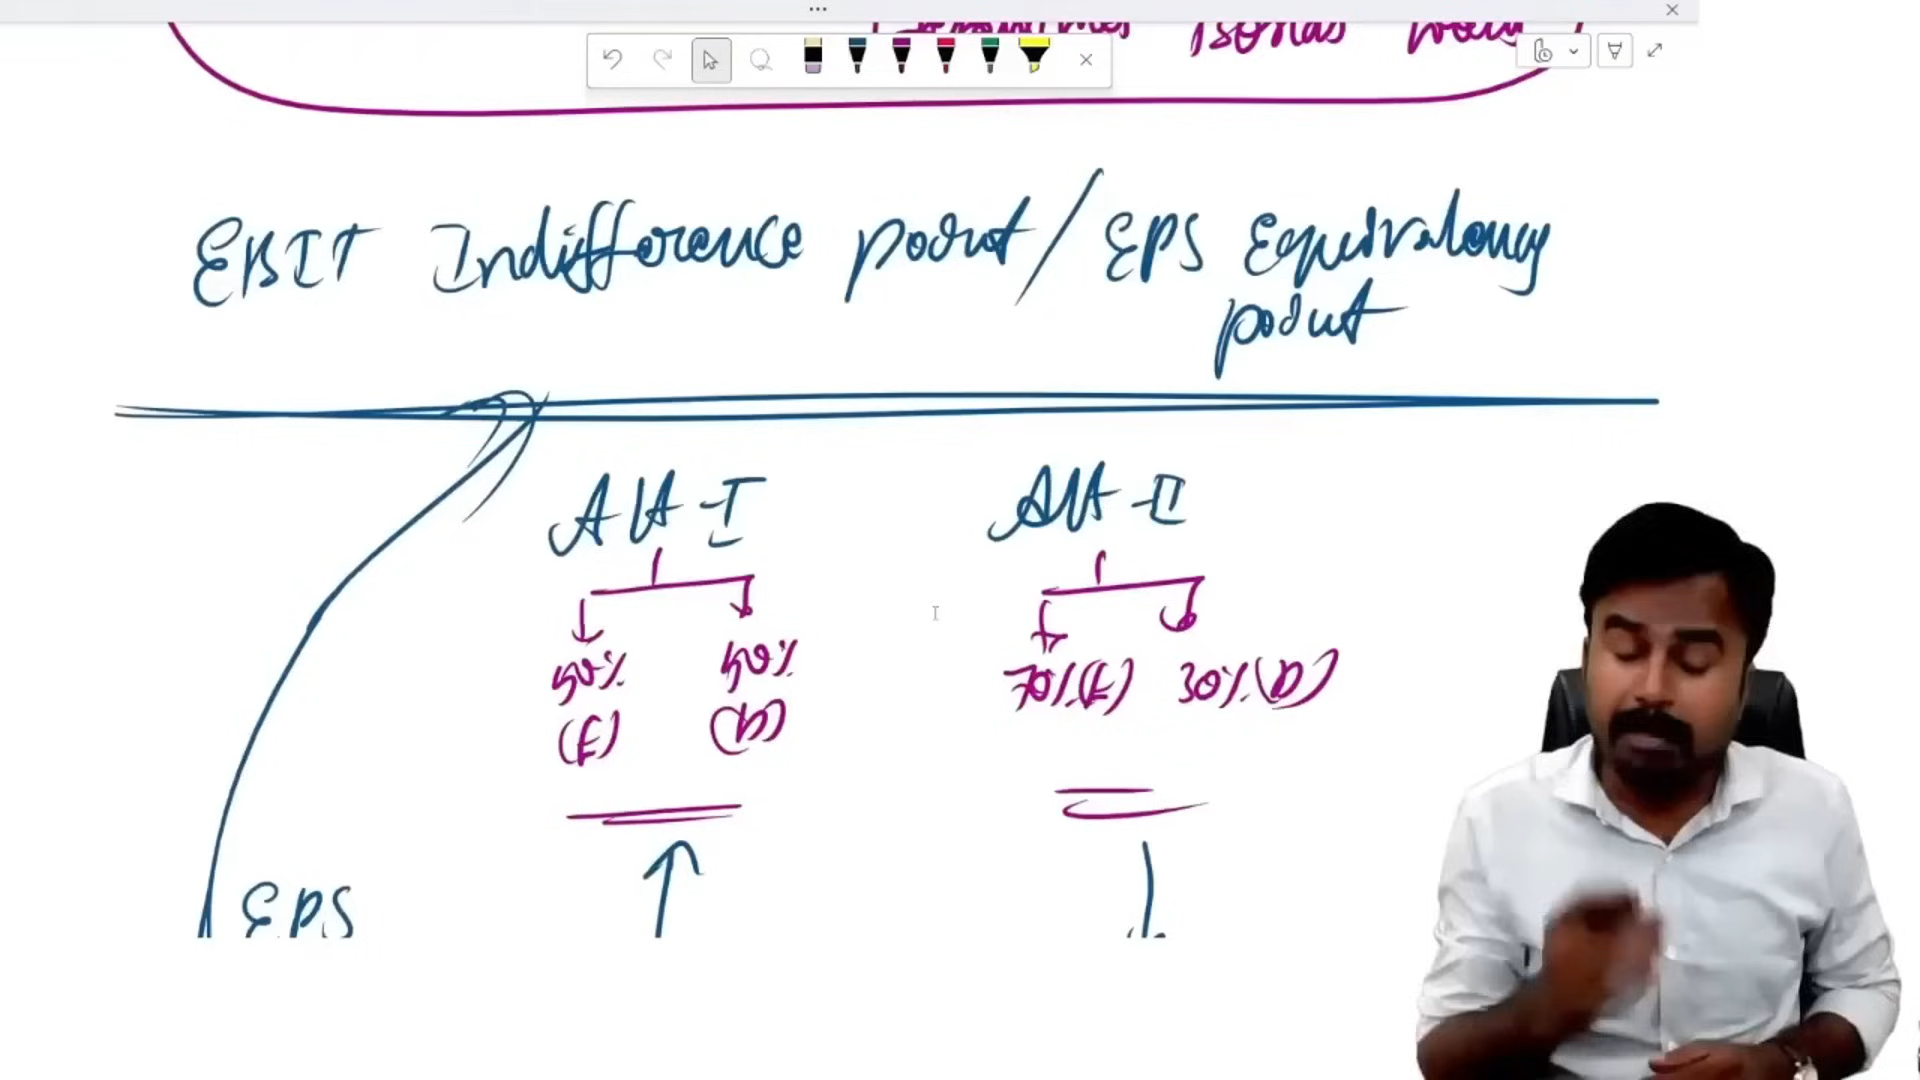 EBIT Indifference point / EPS Equivalency
point
Alt-I Alt-II
50% 50% 70% (E) 30% (D)
(E) (D)
EPS